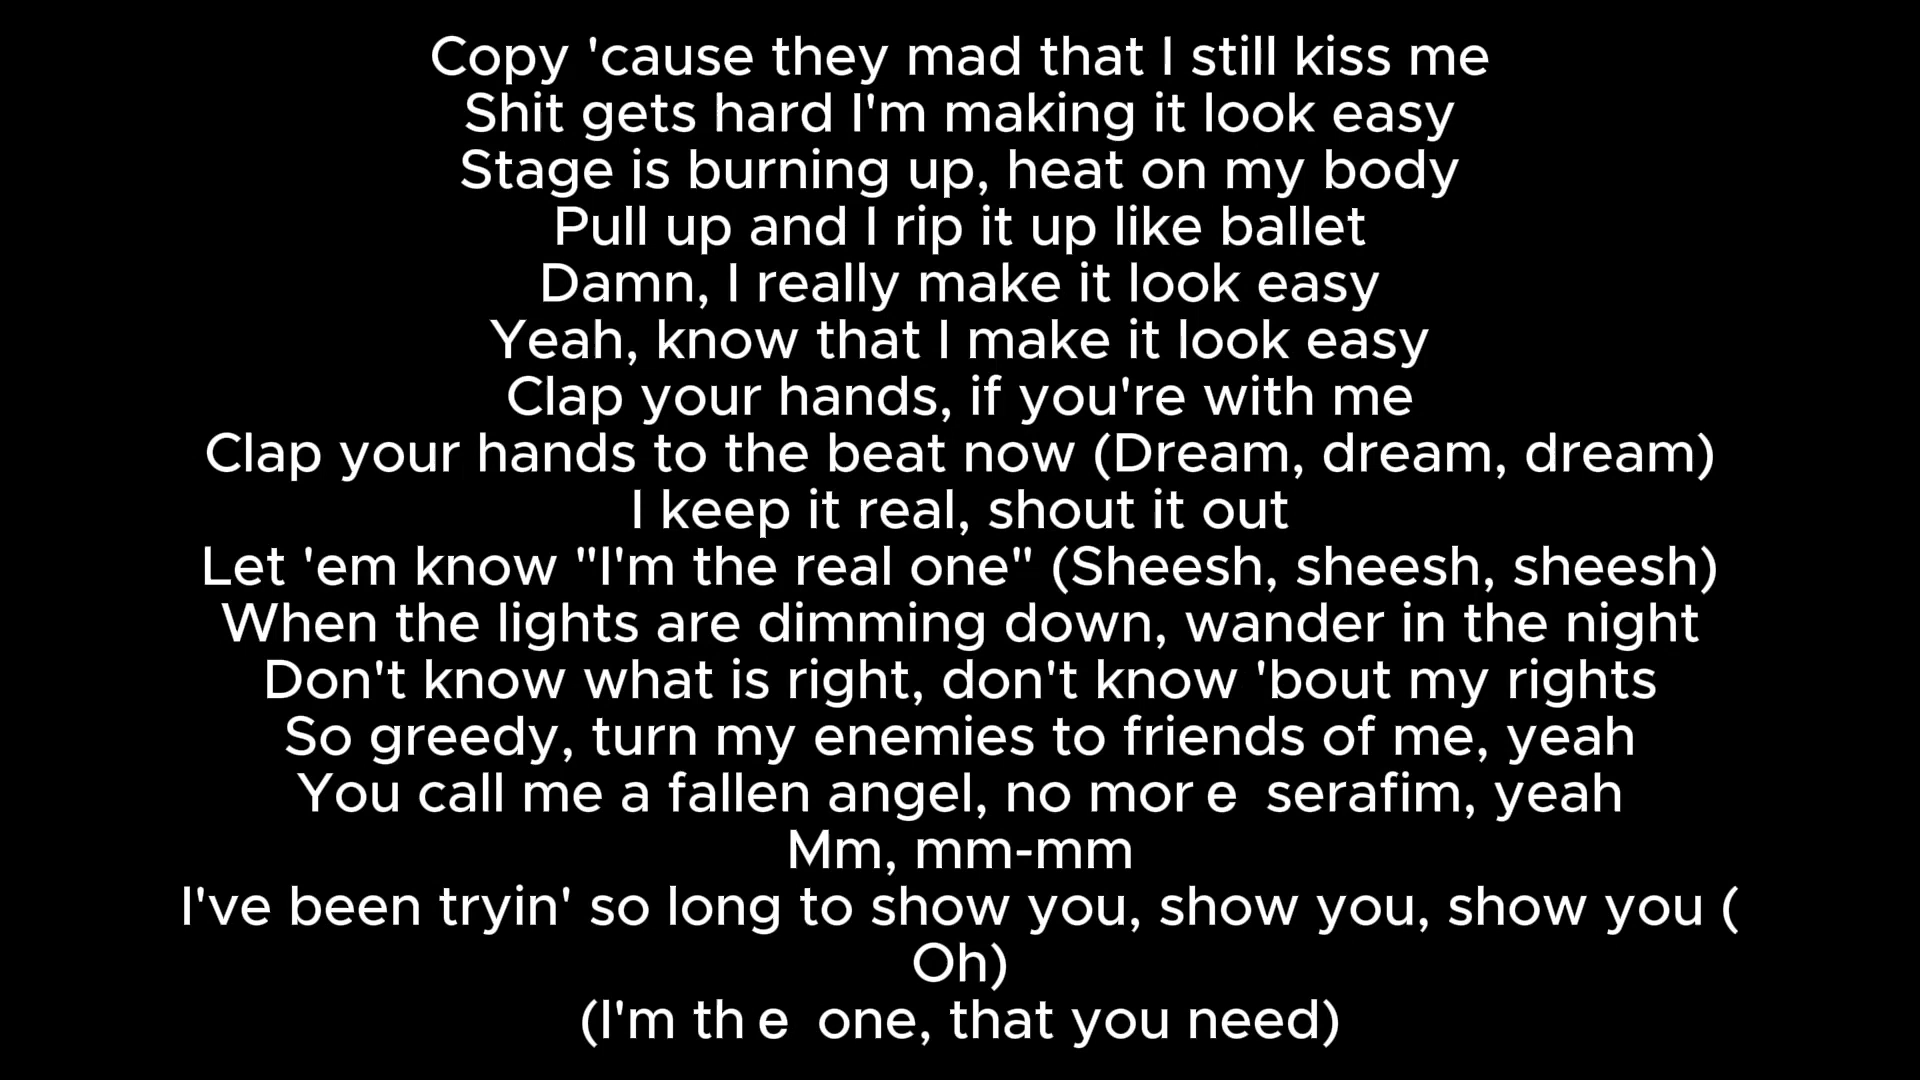 Copy 'cause they mad that I still kiss me
Shit gets hard I'm making it look easy
Stage is burning up, heat on my body
Pull up and I rip it up like ballet
Damn, I really make it look easy
Yeah, know that I make it look easy
Clap your hands, if you're with me
Clap your hands to the beat now (Dream, dream, dream)
I keep it real, shout it out
Let 'em know "I'm the real one" (Sheesh, sheesh, sheesh)
When the lights are dimming down, wander in the night
Don't know what is right, don't know 'bout my rights
So greedy, turn my enemies to friends of me, yeah
You call me a fallen angel, no more serafim, yeah
Mm, mm-mm
I've been tryin' so long to show you, show you, show you (
Oh)
(I'm the one, that you need)